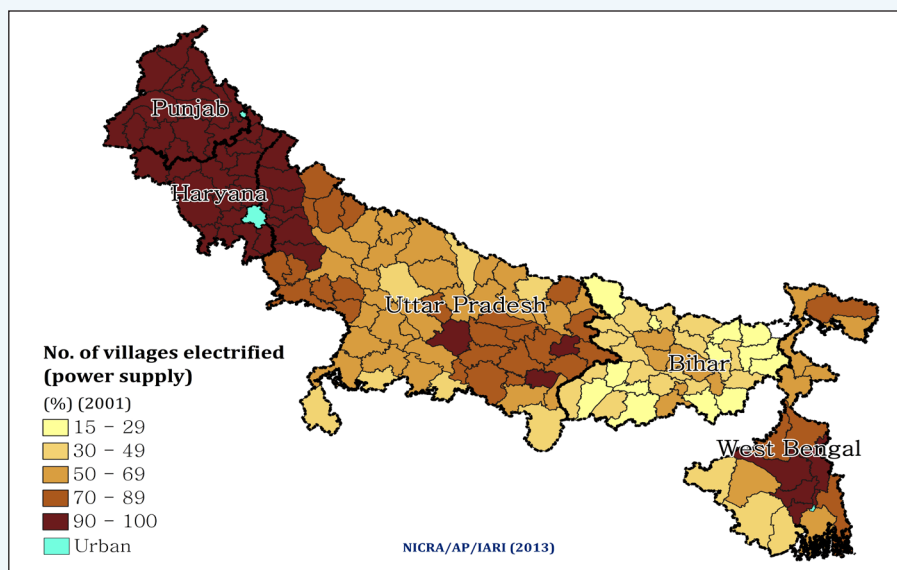 Punjab
Haryana
Uttar Pradesh
Bihar
West Bengal
No. of villages electrified
(power supply)
(%) (2001)
15 – 29
30 – 49
50 – 69
70 – 89
90 – 100
Urban
NICRA/AP/IARI (2013)